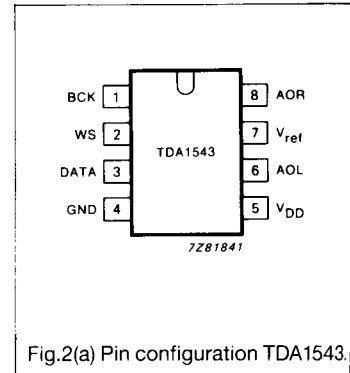 BCK 1
8 AOR
WS 2
7 Vref
TDA1543
DATA 3
6 AOL
GND 4
5 VDD
7Z81841
Fig.2(a) Pin configuration TDA1543.